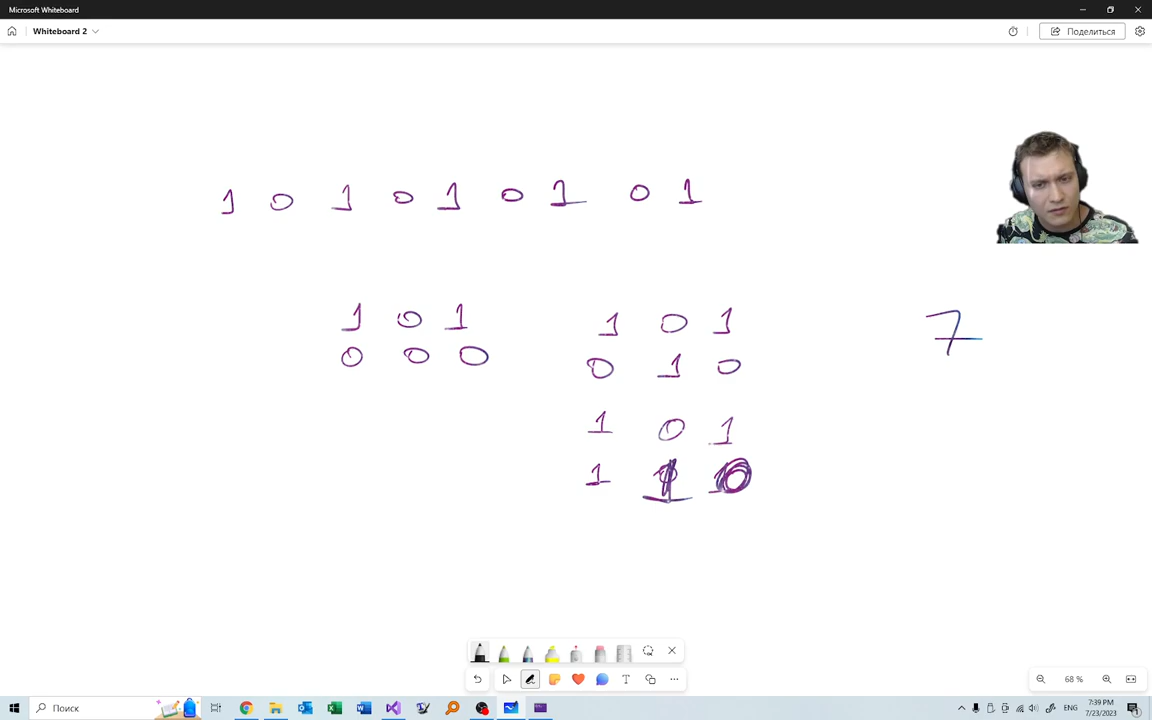 Microsoft Whiteboard
Whiteboard 2
Поделиться
1 0 1 0 1 0 1 0 1
1 0 1
0 0 0
1 0 1
0 1 0
1 0 1
1 1 0
7
68 %
Поиск
ENG
7:39 PM
7/23/2023